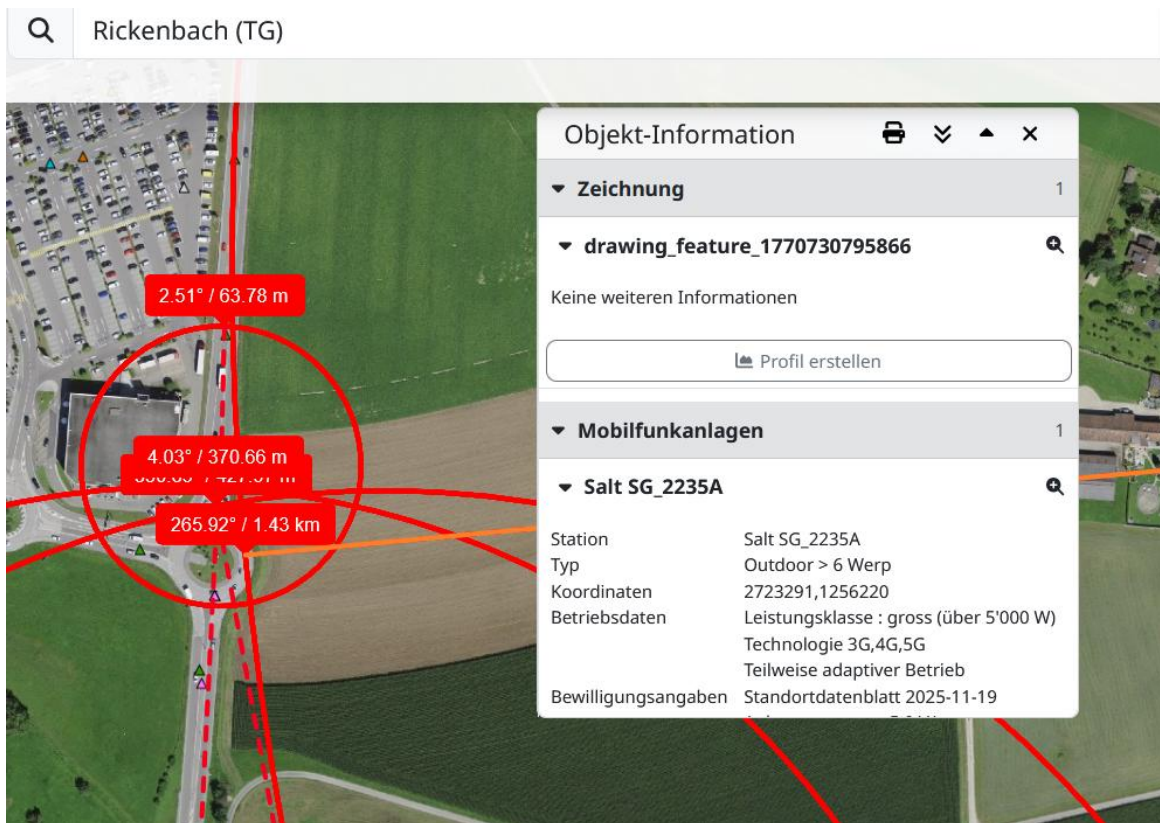 Rickenbach (TG)
Objekt-Information
Zeichnung 1
drawing_feature_1770730795866
Keine weiteren Informationen
Profil erstellen
Mobilfunkanlagen 1
Salt SG_2235A
Station Salt SG_2235A
Typ Outdoor > 6 Werp
Koordinaten 2723291,1256220
Betriebsdaten Leistungsklasse : gross (über 5'000 W)
Technologie 3G,4G,5G
Teilweise adaptiver Betrieb
Bewilligungsangaben Standortdatenblatt 2025-11-19
2.51° / 63.78 m
4.03° / 370.66 m
265.92° / 1.43 km